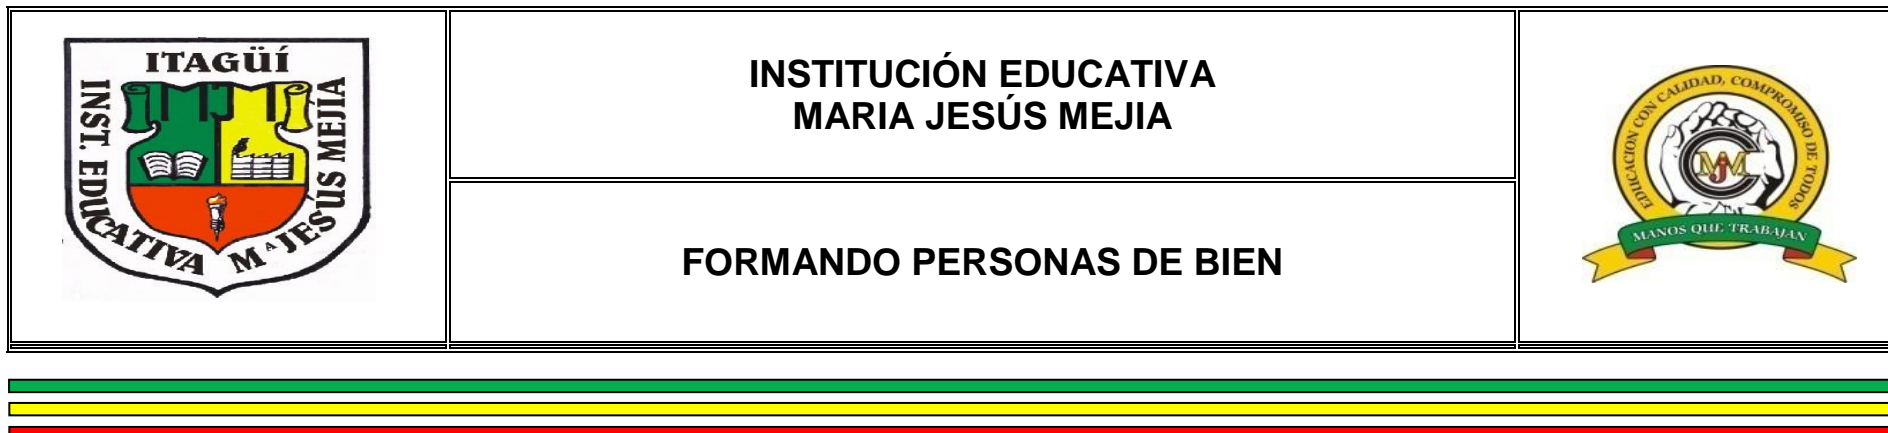 ITAGÜÍ
INST. EDUCATIVA Mª JESÚS MEJIA
INSTITUCIÓN EDUCATIVA
MARIA JESÚS MEJIA
FORMANDO PERSONAS DE BIEN
EDUCACION CON CALIDAD, COMPROMISO DE TODOS
MJM
MANOS QUE TRABAJAN